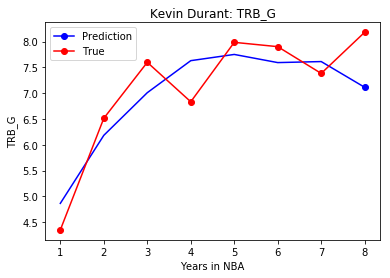 Kevin Durant: TRB_G
Prediction
True
TRB_G
8.0
7.5
7.0
6.5
6.0
5.5
5.0
4.5
1 2 3 4 5 6 7 8
Years in NBA